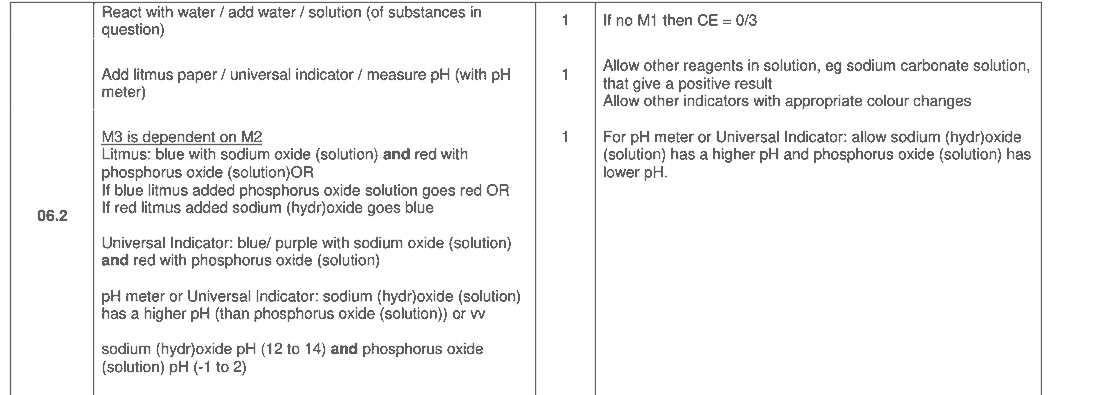 React with water / add water / solution (of substances in
question)
1
If no M1 then CE = 0/3
Add litmus paper / universal indicator / measure pH (with pH
meter)
1
Allow other reagents in solution, eg sodium carbonate solution,
that give a positive result
Allow other indicators with appropriate colour changes
06.2
M3 is dependent on M2
Litmus: blue with sodium oxide (solution) and red with
phosphorus oxide (solution)OR
If blue litmus added phosphorus oxide solution goes red OR
If red litmus added sodium (hydr)oxide goes blue
1
For pH meter or Universal Indicator: allow sodium (hydr)oxide
(solution) has a higher pH and phosphorus oxide (solution) has
lower pH.
Universal Indicator: blue/ purple with sodium oxide (solution)
and red with phosphorus oxide (solution)
pH meter or Universal Indicator: sodium (hydr)oxide (solution)
has a higher pH (than phosphorus oxide (solution)) or vv
sodium (hydr)oxide pH (12 to 14) and phosphorus oxide
(solution) pH (-1 to 2)